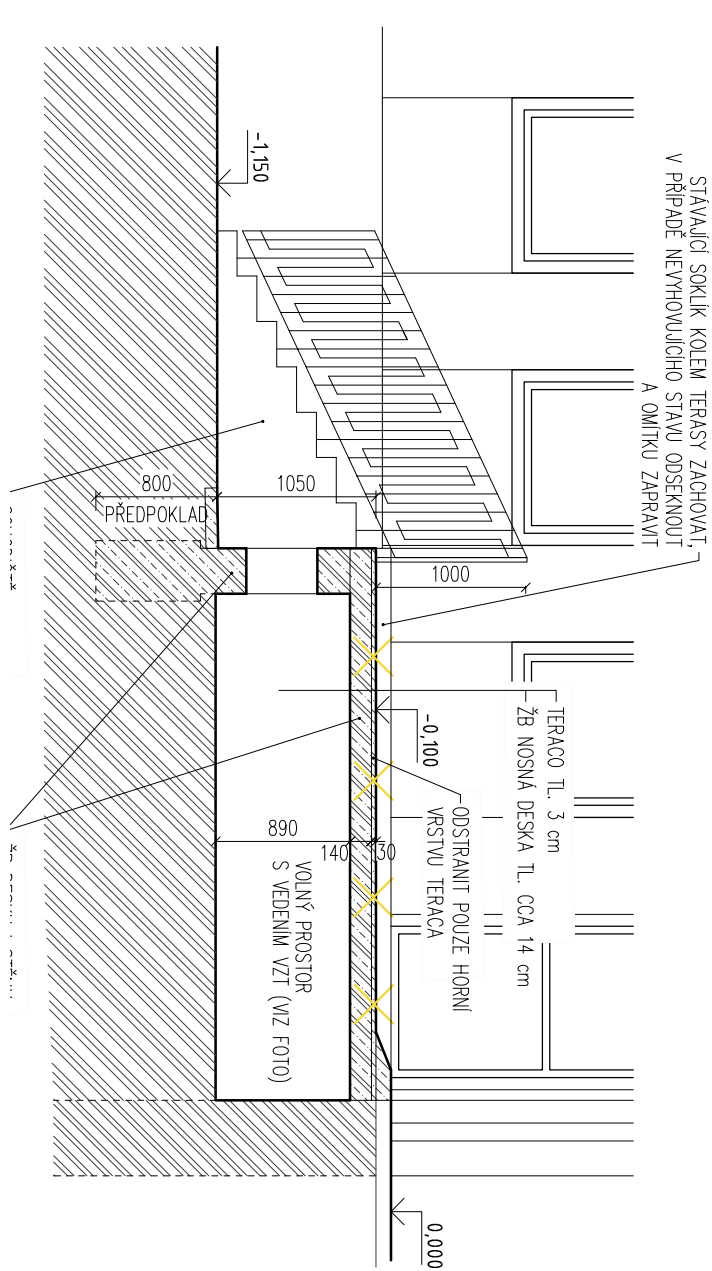 STÁVAJÍCÍ SOKLÍK KOLEM TERASY ZACHOVAT,
V PŘÍPADĚ NEVYHOVUJÍCÍHO STAVU ODSEKNOUT
A OMÍTKU ZAPRAVIT
-1,150
800
1050
PŘEDPOKLAD
1000
TERACO TL. 3 cm
ŽB NOSNÁ DESKA TL. CCA 14 cm
-0,100
ODSTRANIT POUZE HORNÍ
VRSTVU TERACA
890
140
30
VOLNÝ PROSTOR
S VEDENÍM VZT (VIZ FOTO)
0,000